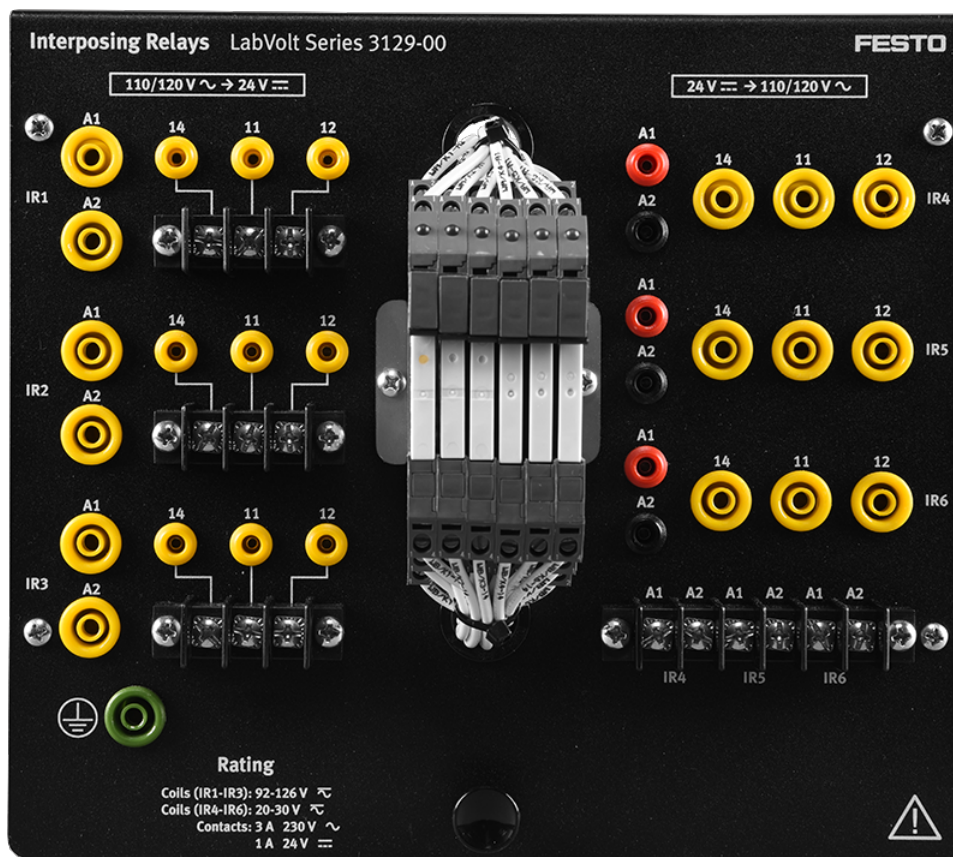 Interposing Relays LabVolt Series 3129-00
FESTO
110/120 V ∿ → 24 V ⎓
A1 14 11 12
IR1
A2
A1 14 11 12
IR2
A2
A1 14 11 12
IR3
A2
24 V ⎓ → 110/120 V ∿
A1 14 11 12
IR4
A2
A1 14 11 12
IR5
A2
A1 14 11 12
IR6
A2
A1 A2 A1 A2 A1 A2
IR4 IR5 IR6
Rating
Coils (IR1-IR3): 92-126 V ⏦
Coils (IR4-IR6): 20-30 V ⏦
Contacts: 3 A 230 V ∿
1 A 24 V ⎓